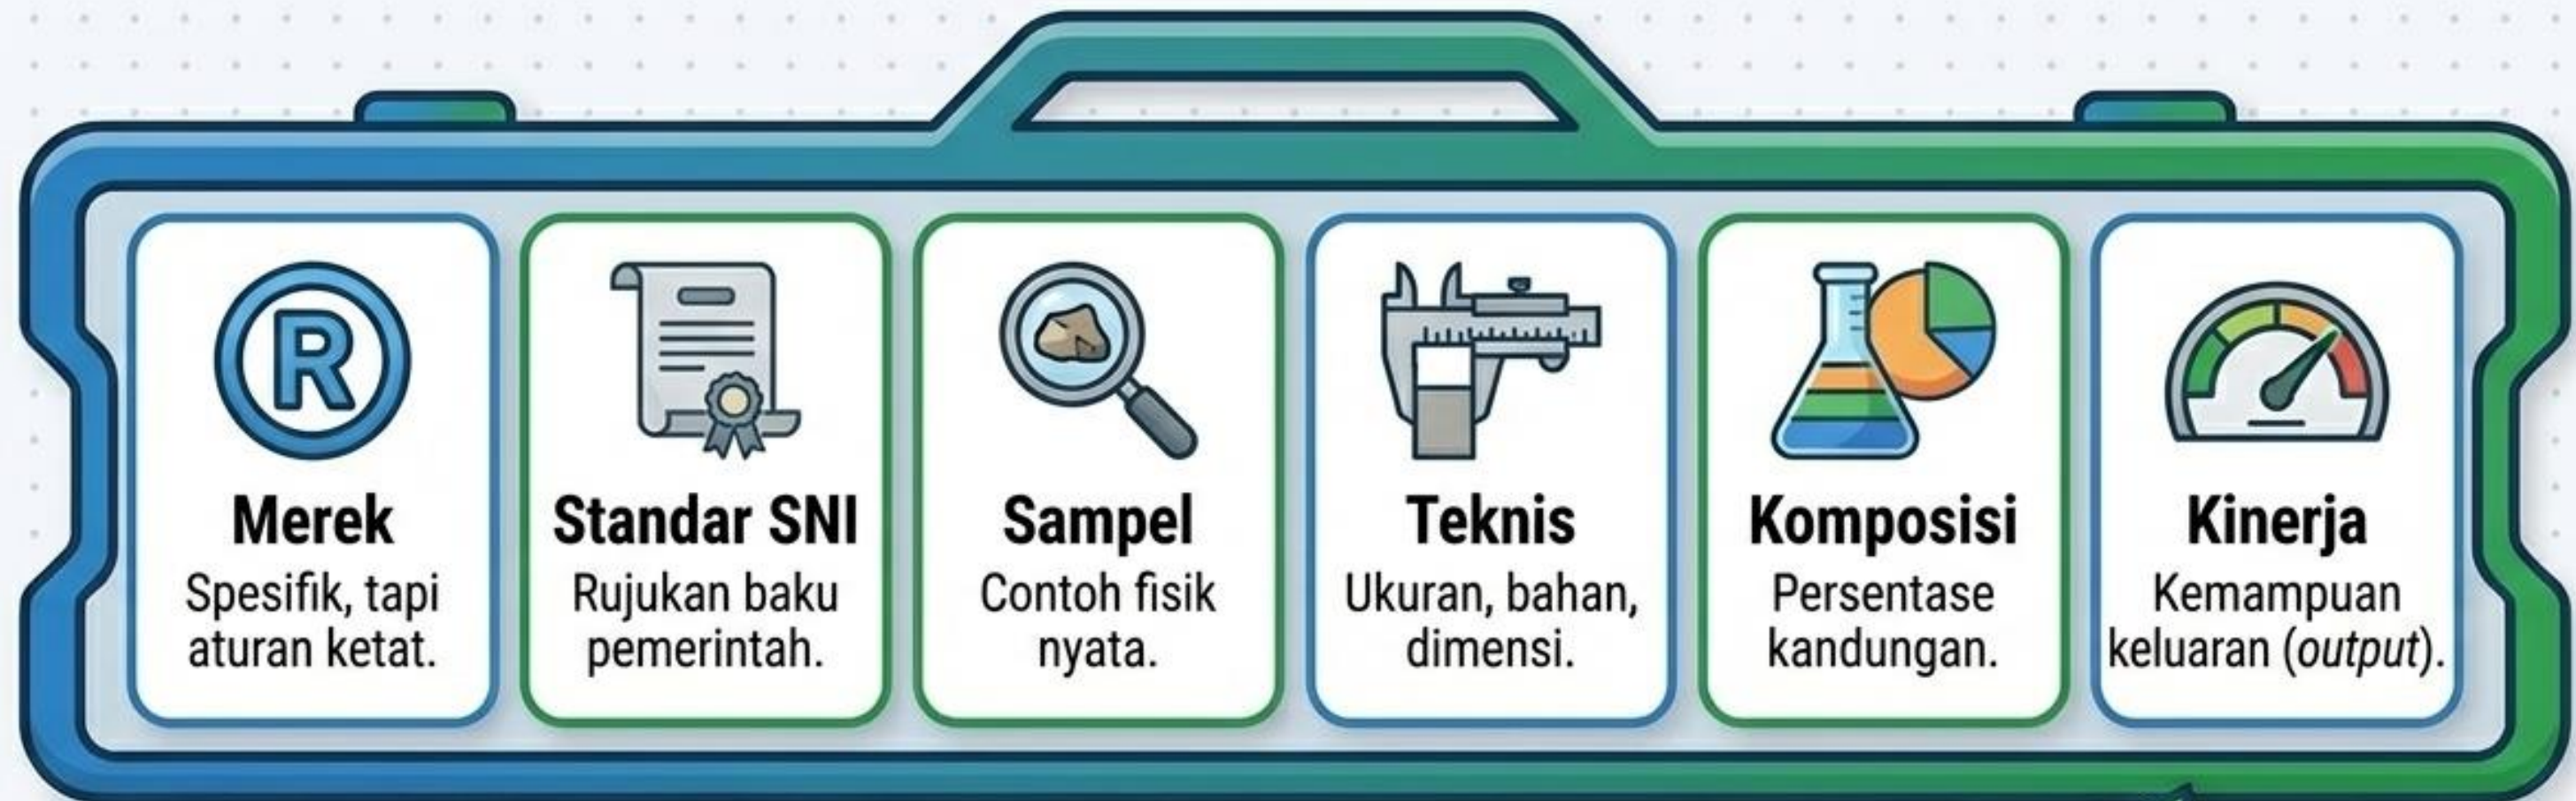 R
Merek
Spesifik, tapi
aturan ketat.
Standar SNI
Rujukan baku
pemerintah.
Sampel
Contoh fisik
nyata.
Teknis
Ukuran, bahan,
dimensi.
Komposisi
Persentase
kandungan.
Kinerja
Kemampuan
keluaran (output).